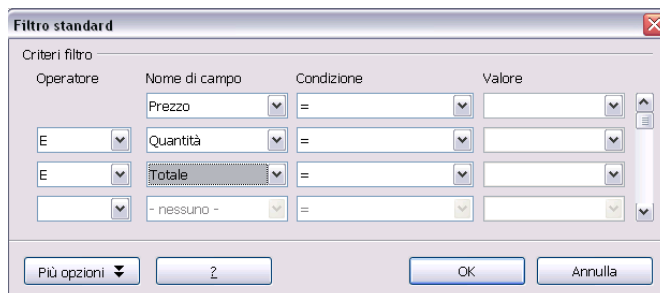 Filtro standard
Criteri filtro
Operatore Nome di campo Condizione Valore
Prezzo =
E Quantità =
E Totale =
- nessuno - =
Più opzioni ? OK Annulla